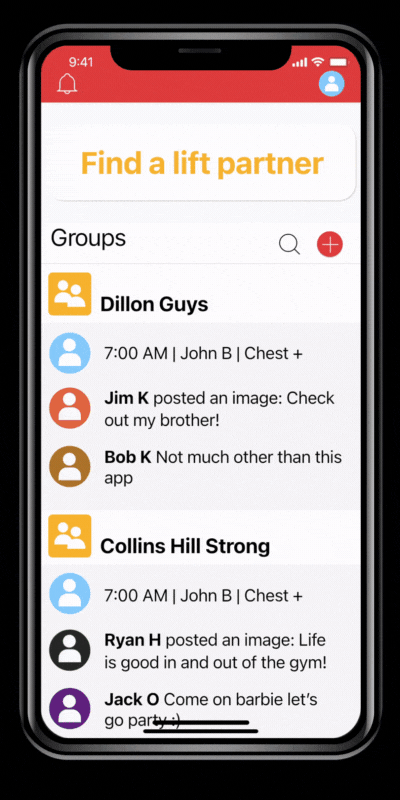 9:41
Find a lift partner
Groups
Dillon Guys
7:00 AM | John B | Chest +
Jim K posted an image: Check
out my brother!
Bob K Not much other than this
app
Collins Hill Strong
7:00 AM | John B | Chest +
Ryan H posted an image: Life
is good in and out of the gym!
Jack O Come on barbie let's
go party :)